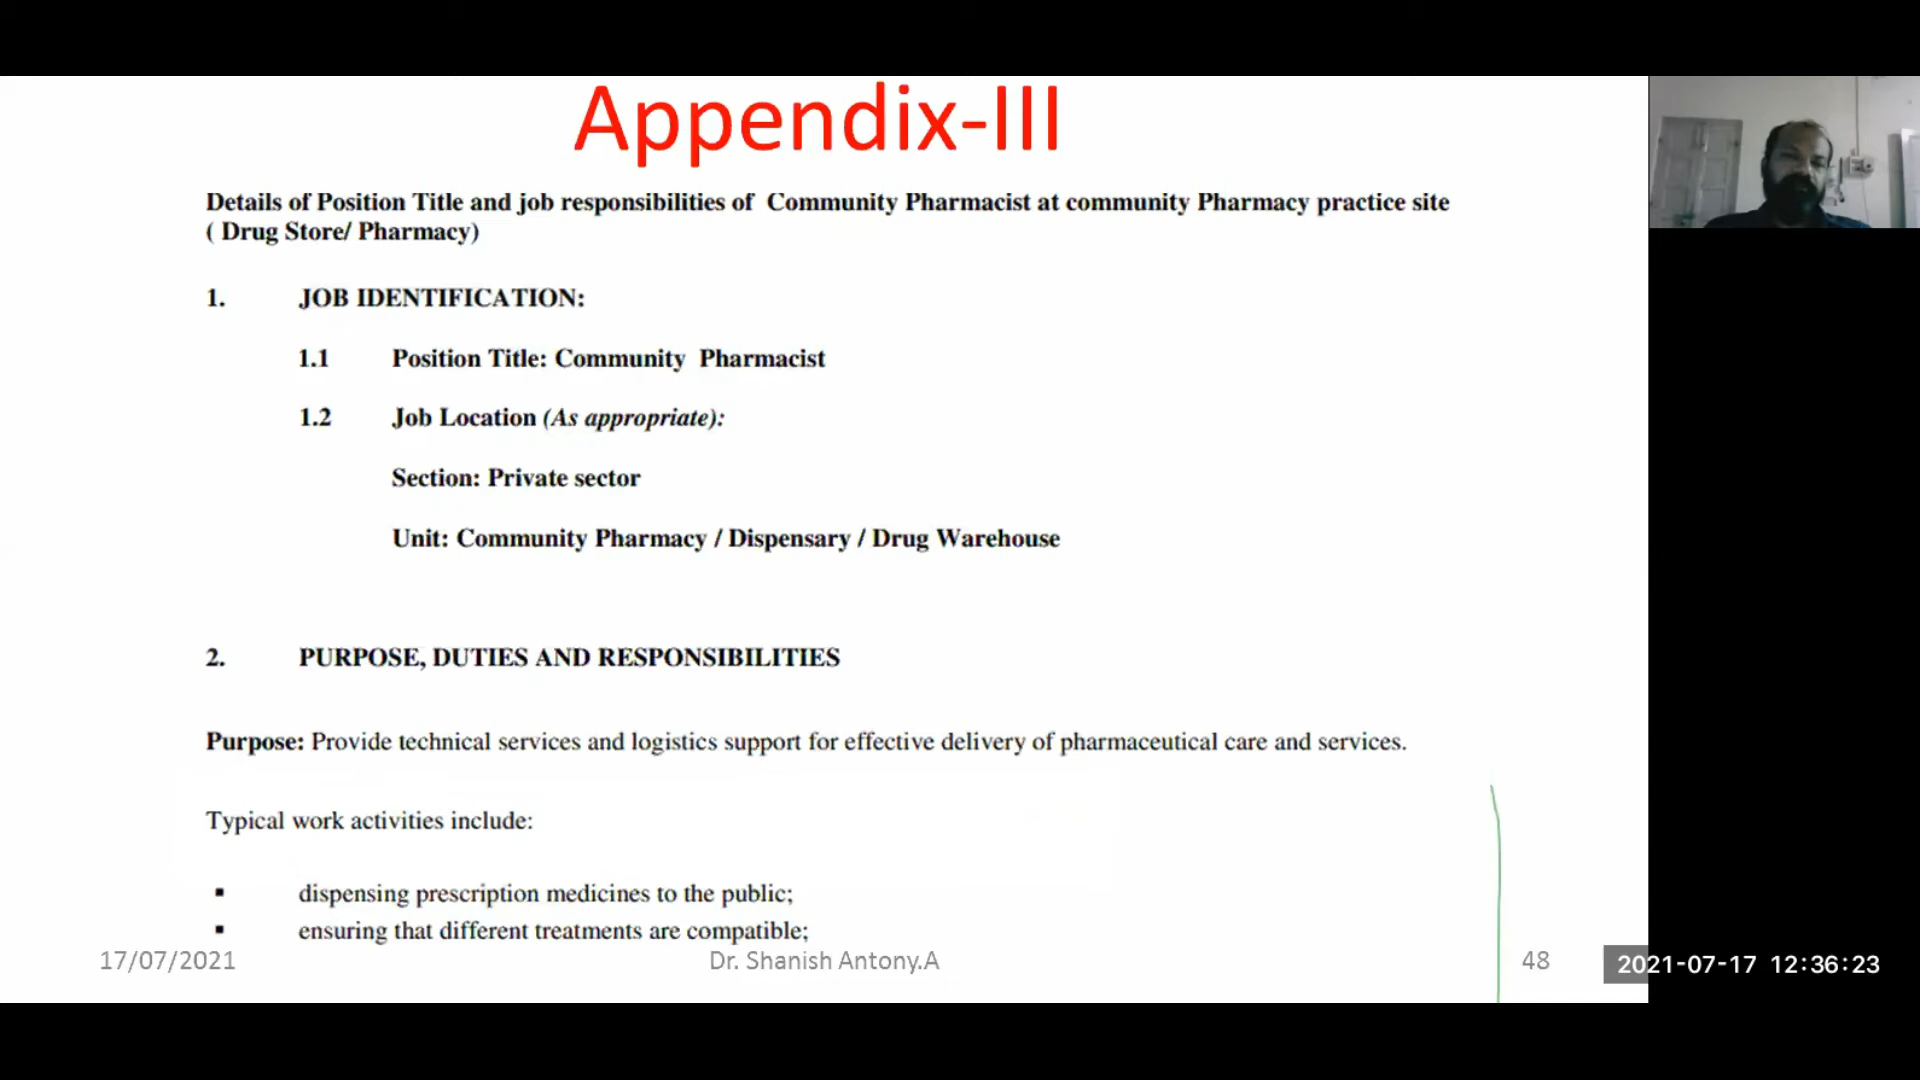 Appendix-III
Details of Position Title and job responsibilities of Community Pharmacist at community Pharmacy practice site
( Drug Store/ Pharmacy)
1. JOB IDENTIFICATION:
1.1 Position Title: Community Pharmacist
1.2 Job Location (As appropriate):
Section: Private sector
Unit: Community Pharmacy / Dispensary / Drug Warehouse
2. PURPOSE, DUTIES AND RESPONSIBILITIES
Purpose: Provide technical services and logistics support for effective delivery of pharmaceutical care and services.
Typical work activities include:
▪ dispensing prescription medicines to the public;
▪ ensuring that different treatments are compatible;
17/07/2021 Dr. Shanish Antony.A 48
2021-07-17 12:36:23